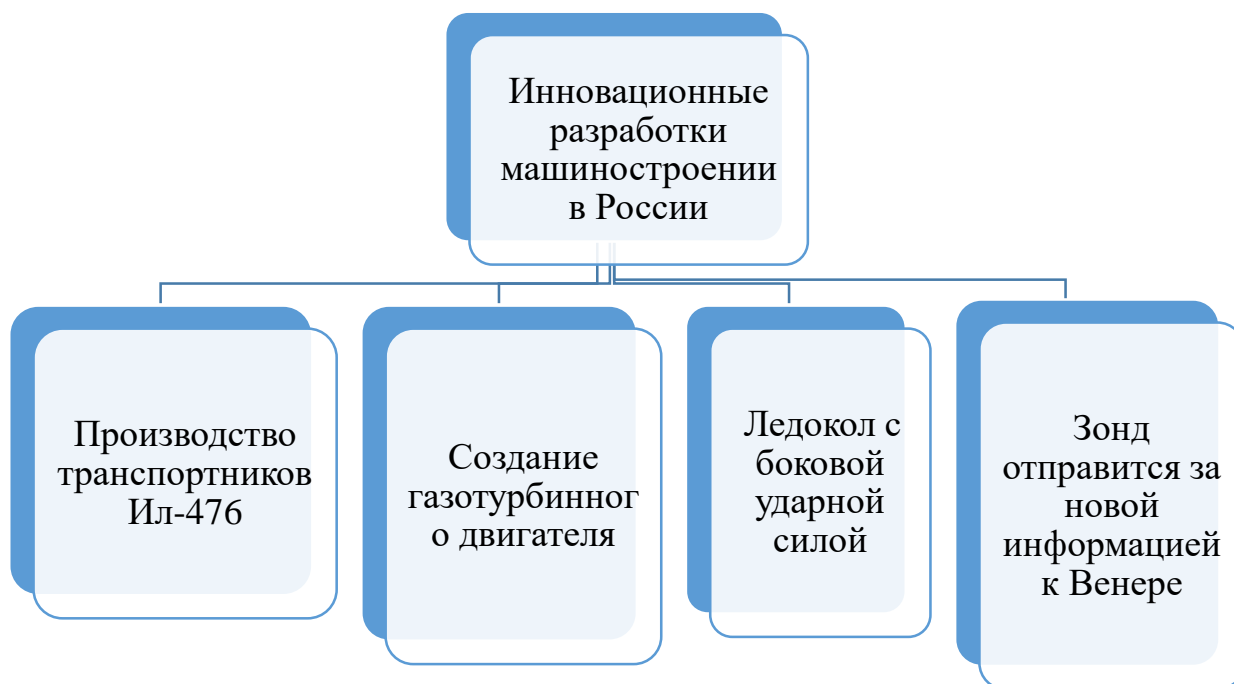 Инновационные
разработки
машиностроении
в России
Производство
транспортников
Ил-476
Создание
газотурбинног
о двигателя
Ледокол с
боковой
ударной
силой
Зонд
отправится за
новой
информацией
к Венере